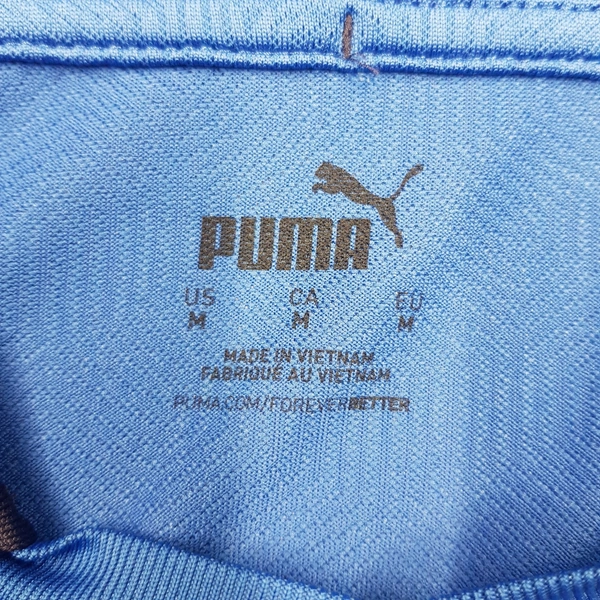 PUMA
US CA EU
M M M
MADE IN VIETNAM
FABRIQUÉ AU VIETNAM
PUMA.COM/FOREVERBETTER